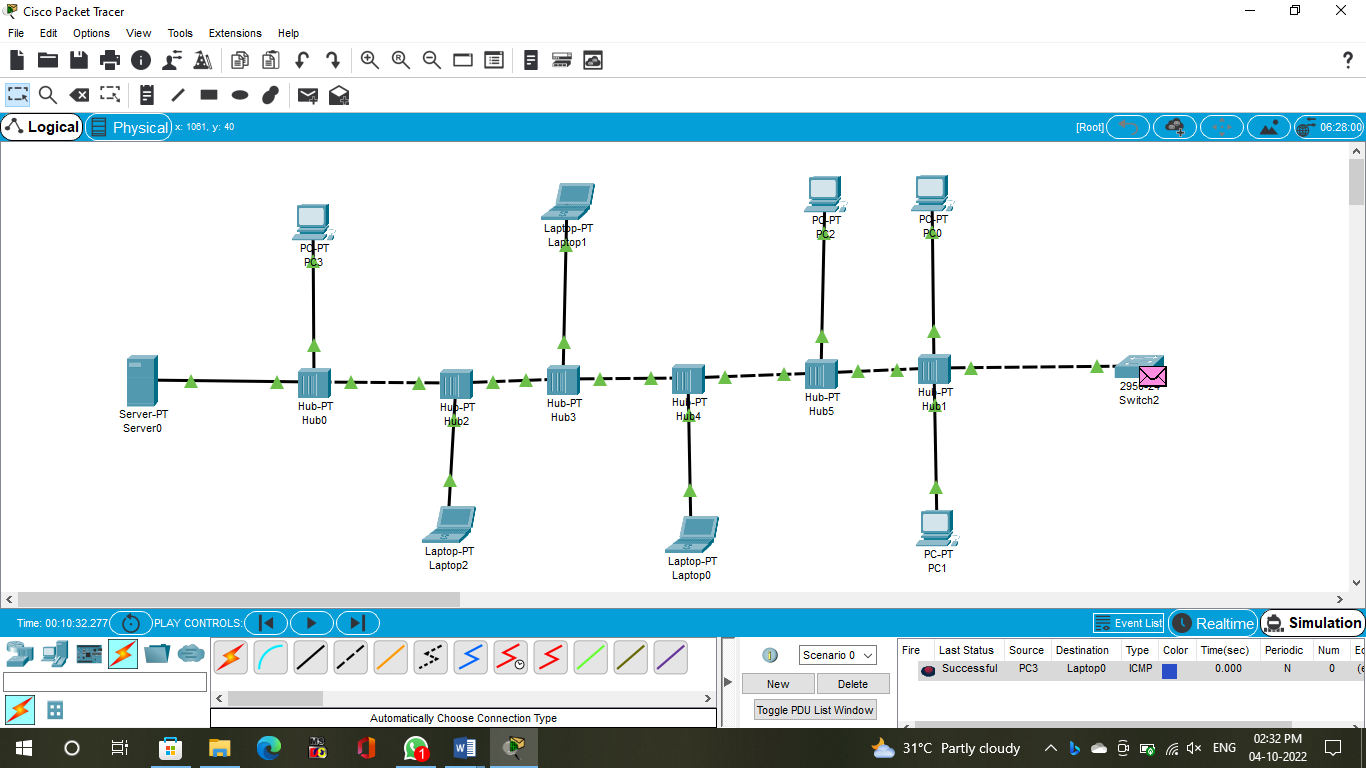 Cisco Packet Tracer
File Edit Options View Tools Extensions Help
Logical Physical x: 1061, y: 40 [Root] 06:28:00
PC-PT
PC3
Laptop-PT
Laptop1
PC-PT
PC2
PC-PT
PC0
Server-PT
Server0
Hub-PT
Hub0
Hub-PT
Hub2
Hub-PT
Hub3
Hub-PT
Hub4
Hub-PT
Hub5
Hub-PT
Hub1
Switch2
Laptop-PT
Laptop2
Laptop-PT
Laptop0
PC-PT
PC1
Time: 00:10:32.277 PLAY CONTROLS: Event List Realtime Simulation
Scenario 0
New Delete
Toggle PDU List Window
Fire Last Status Source Destination Type Color Time(sec) Periodic Num
Successful PC3 Laptop0 ICMP 0.000 N 0
Automatically Choose Connection Type
1
31°C Partly cloudy ENG 02:32 PM
04-10-2022